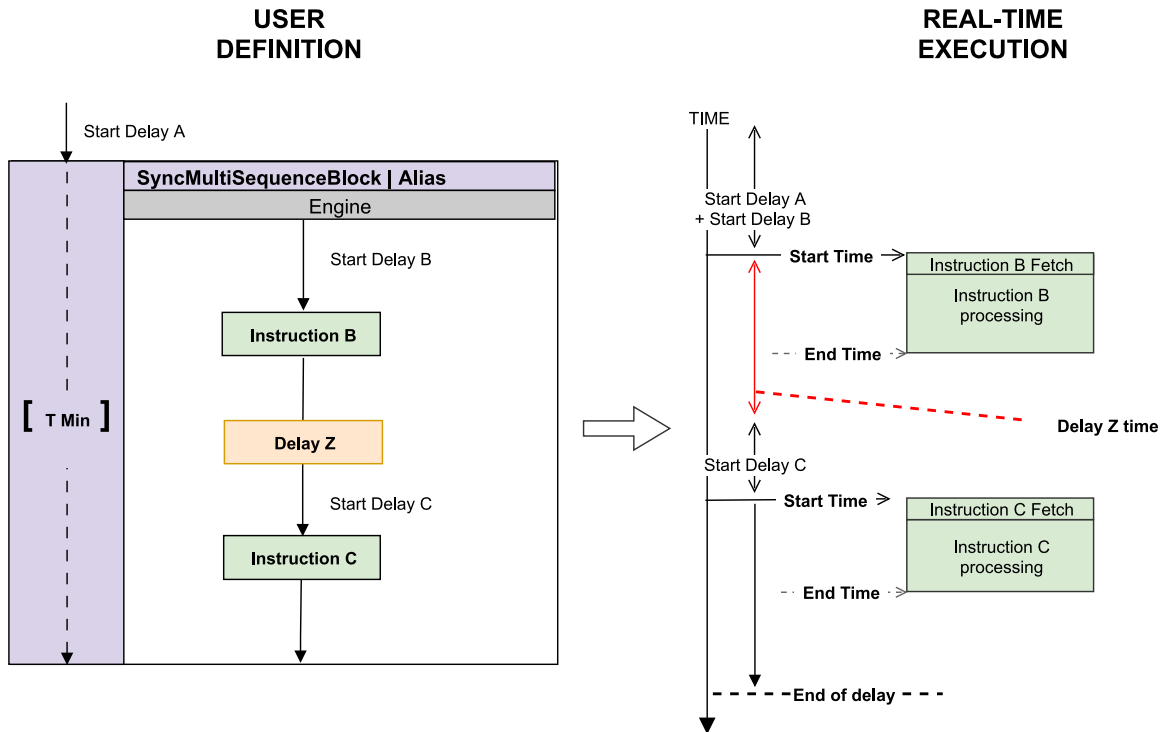 USER
DEFINITION
REAL-TIME
EXECUTION
Start Delay A
SyncMultiSequenceBlock | Alias
Engine
Start Delay B
Instruction B
[ T Min ]
Delay Z
Start Delay C
Instruction C
TIME
Start Delay A
+ Start Delay B
Start Time
Instruction B Fetch
Instruction B
processing
End Time
Delay Z time
Start Delay C
Start Time
Instruction C Fetch
Instruction C
processing
End Time
End of delay